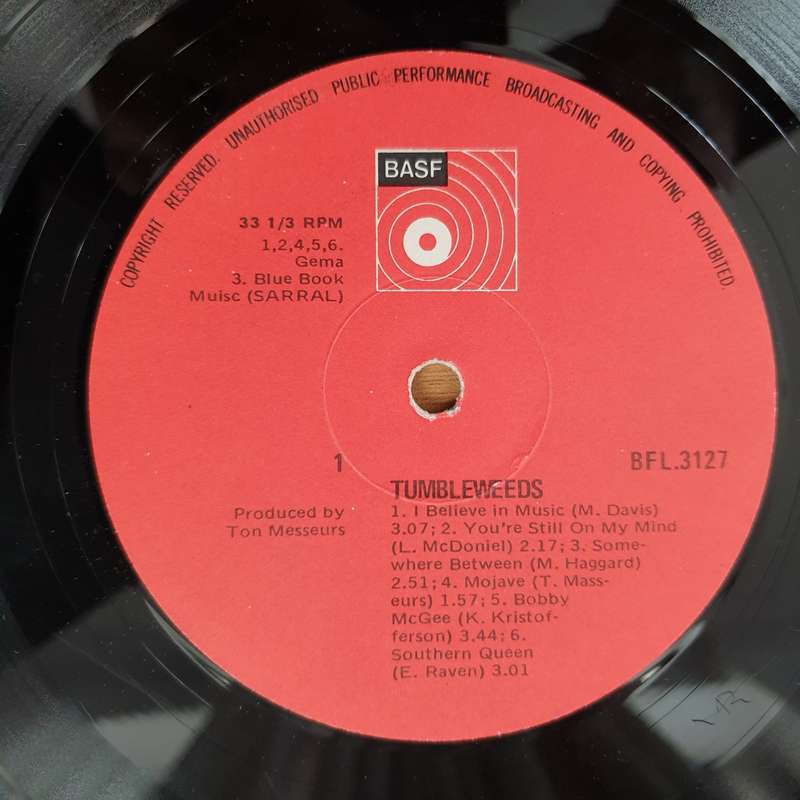 COPYRIGHT RESERVED. UNAUTHORISED PUBLIC PERFORMANCE BROADCASTING AND COPYING PROHIBITED.
BASF
33 1/3 RPM
1,2,4,5,6.
Gema
3. Blue Book
Muisc (SARRAL)
1
BFL.3127
Produced by
Ton Messeurs
TUMBLEWEEDS
1. I Believe in Music (M. Davis)
3.07; 2. You're Still On My Mind
(L. McDoniel) 2.17; 3. Some-
where Between (M. Haggard)
2.51; 4. Mojave (T. Mass-
eurs) 1.57; 5. Bobby
McGee (K. Kristof-
ferson) 3.44; 6.
Southern Queen
(E. Raven) 3.01